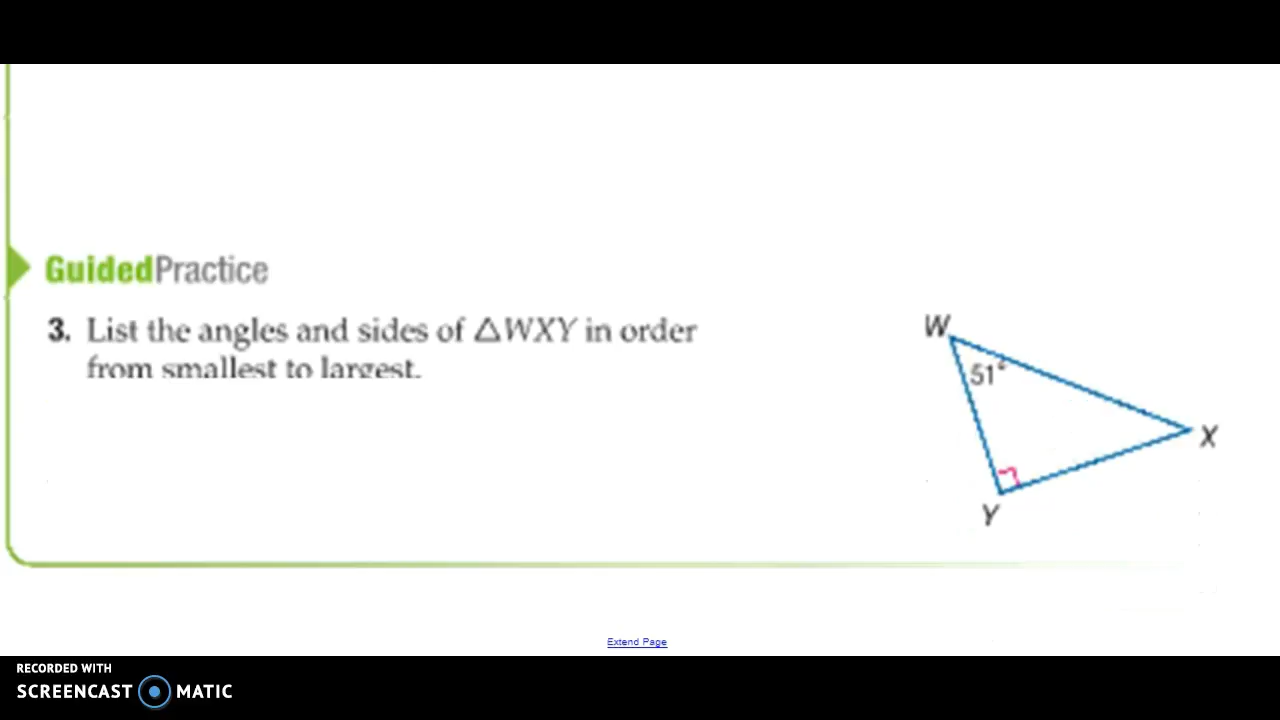 GuidedPractice
3. List the angles and sides of △WXY in order
from smallest to largest.
W
51°
X
Y
Extend Page
RECORDED WITH
SCREENCAST MATIC